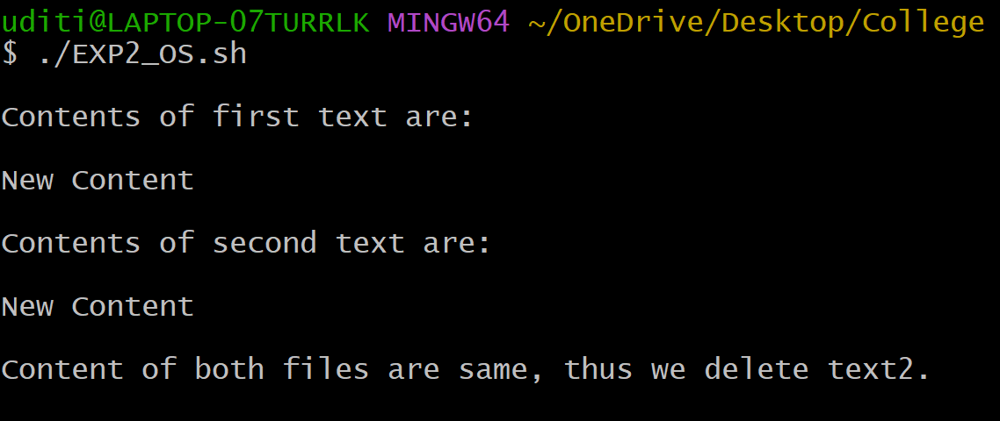 uditi@LAPTOP-O7TURRLK MINGW64 ~/OneDrive/Desktop/College
$ ./EXP2_OS.sh
Contents of first text are:
New Content
Contents of second text are:
New Content
Content of both files are same, thus we delete text2.